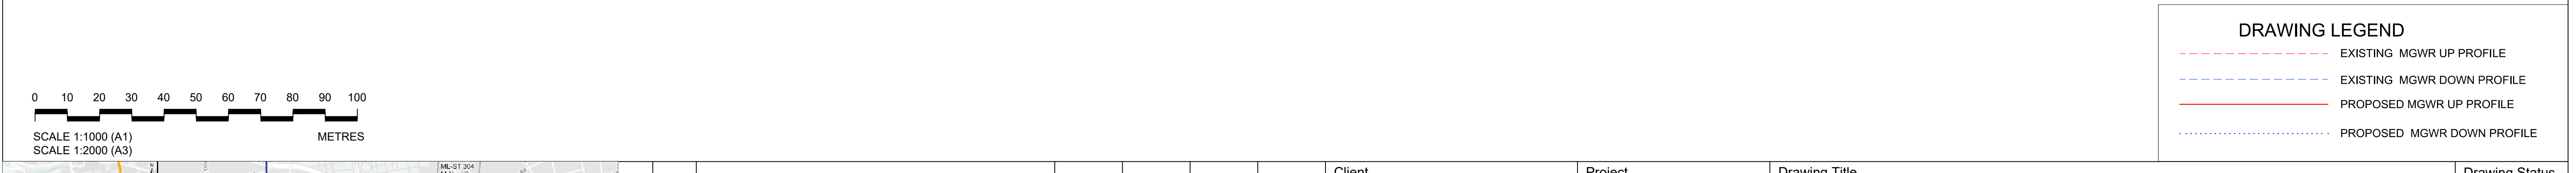 DRAWING LEGEND
EXISTING MGWR UP PROFILE
EXISTING MGWR DOWN PROFILE
PROPOSED MGWR UP PROFILE
PROPOSED MGWR DOWN PROFILE
0 10 20 30 40 50 60 70 80 90 100
SCALE 1:1000 (A1) METRES
SCALE 1:2000 (A3)
ML-ST 304
Client Project Drawing Title Drawing Status